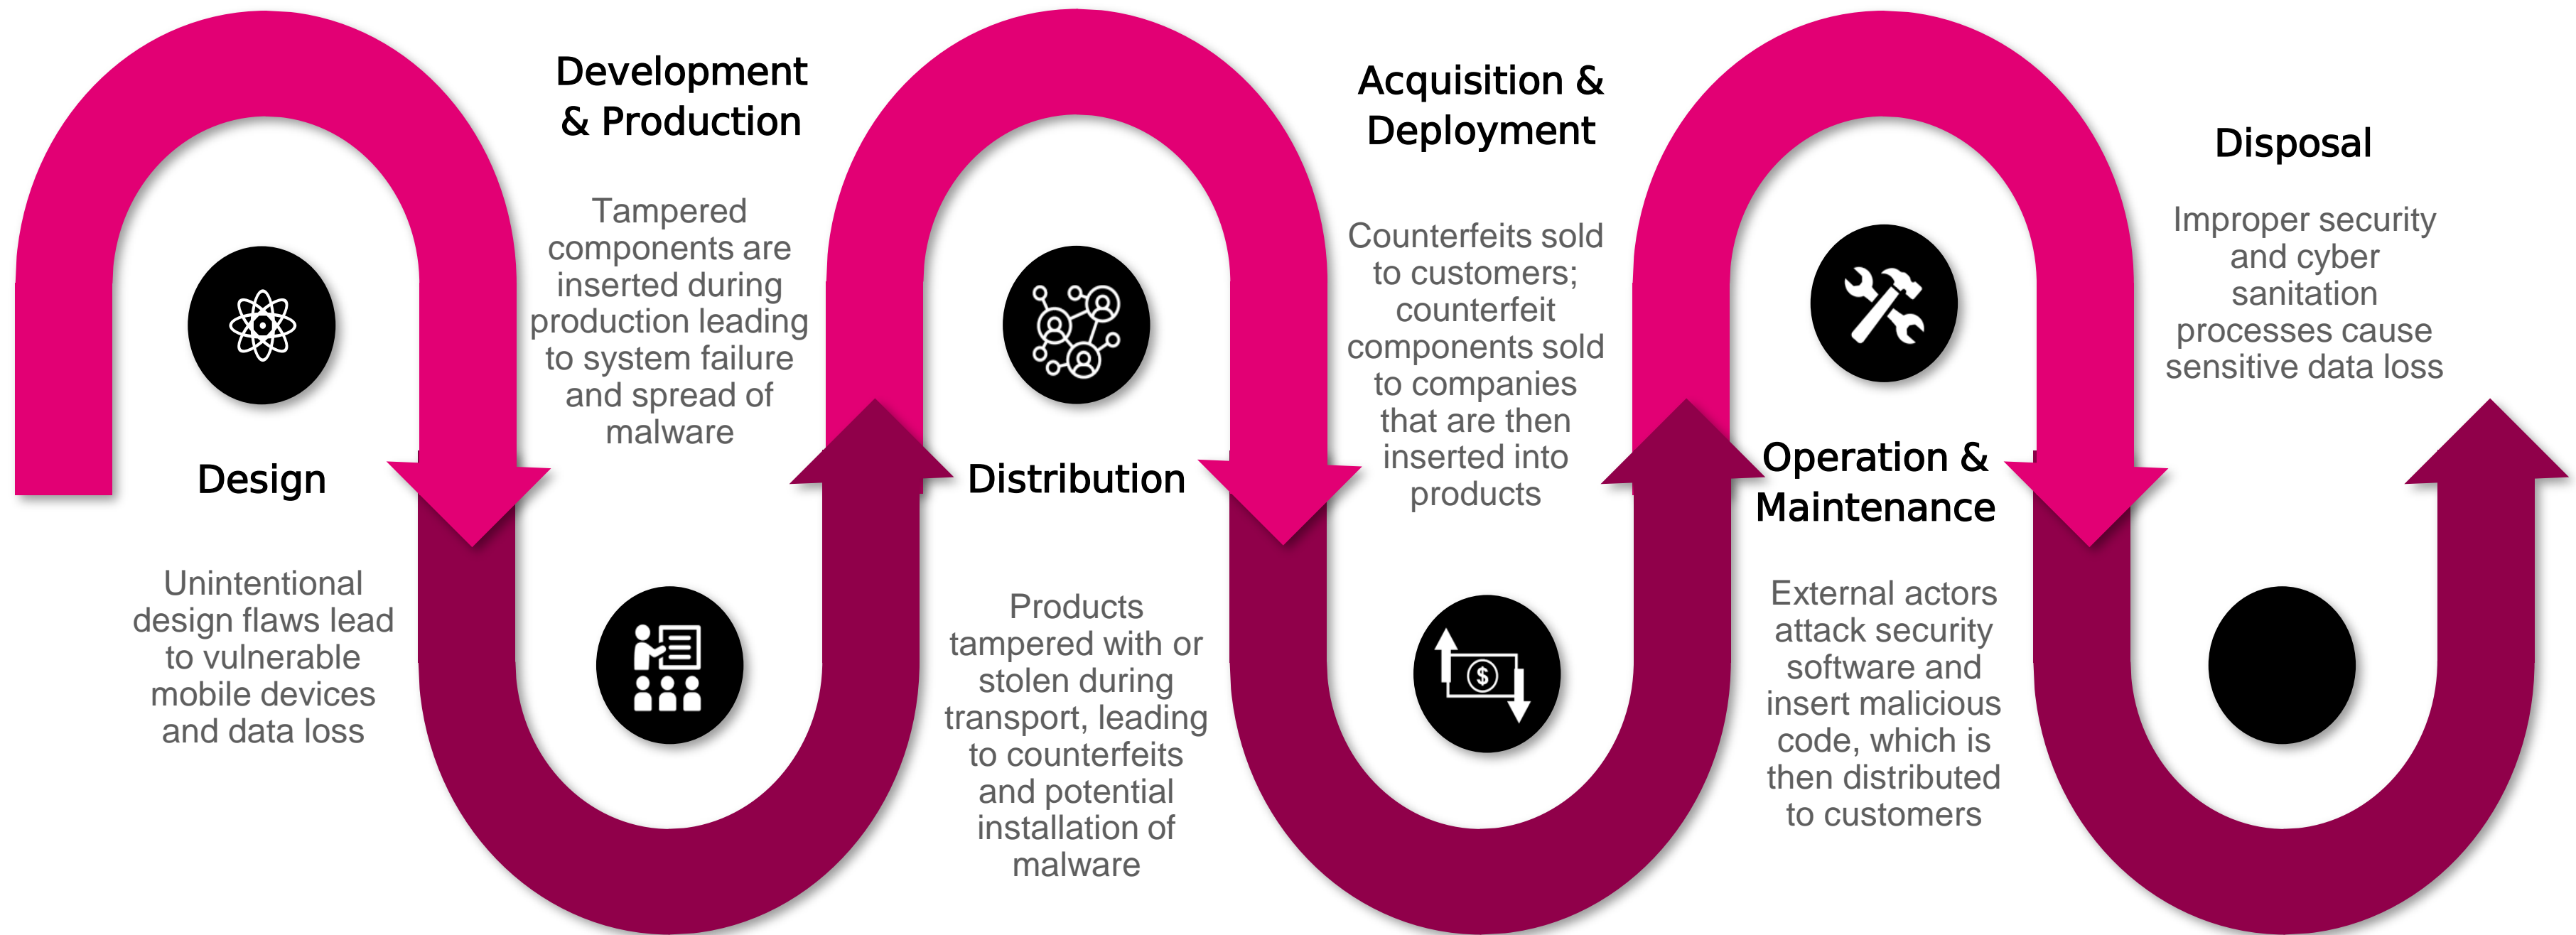 Design
Unintentional
design flaws lead
to vulnerable
mobile devices
and data loss
Development
& Production
Tampered
components are
inserted during
production leading
to system failure
and spread of
malware
Distribution
Products
tampered with or
stolen during
transport, leading
to counterfeits
and potential
installation of
malware
Acquisition &
Deployment
Counterfeits sold
to customers;
counterfeit
components sold
to companies
that are then
inserted into
products
$
Operation &
Maintenance
External actors
attack security
software and
insert malicious
code, which is
then distributed
to customers
Disposal
Improper security
and cyber
sanitation
processes cause
sensitive data loss